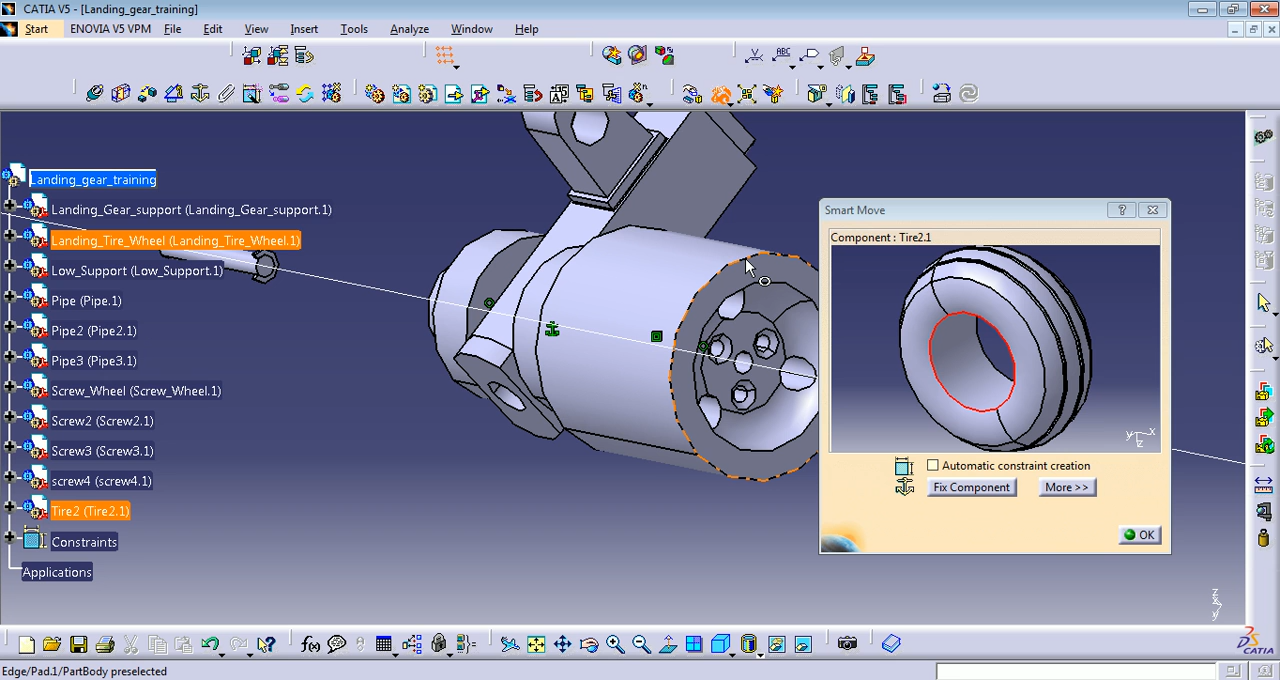 CATIA V5 - [Landing_gear_training]
Start ENOVIA V5 VPM File Edit View Insert Tools Analyze Window Help
ABC
Landing_gear_training
Landing_Gear_support (Landing_Gear_support.1)
Landing_Tire_Wheel (Landing_Tire_Wheel.1)
Low_Support (Low_Support.1)
Pipe (Pipe.1)
Pipe2 (Pipe2.1)
Pipe3 (Pipe3.1)
Screw_Wheel (Screw_Wheel.1)
Screw2 (Screw2.1)
Screw3 (Screw3.1)
screw4 (screw4.1)
Tire2 (Tire2.1)
Constraints
Applications
Smart Move
Component : Tire2.1
y x
z
Automatic constraint creation
Fix Component More >>
OK
z
x
y
f(x)
CATIA
Edge/Pad.1/PartBody preselected